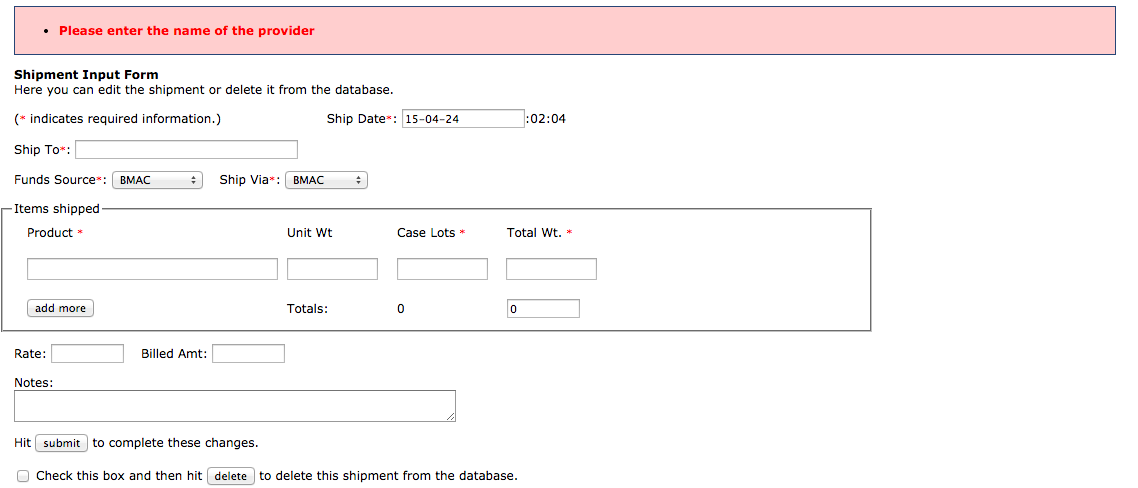 Please enter the name of the provider
Shipment Input Form
Here you can edit the shipment or delete it from the database.
(* indicates required information.) Ship Date*: 15-04-24 :02:04
Ship To*:
Funds Source*: BMAC Ship Via*: BMAC
Items shipped
Product * Unit Wt Case Lots * Total Wt. *
add more Totals: 0 0
Rate: Billed Amt:
Notes:
Hit submit to complete these changes.
Check this box and then hit delete to delete this shipment from the database.